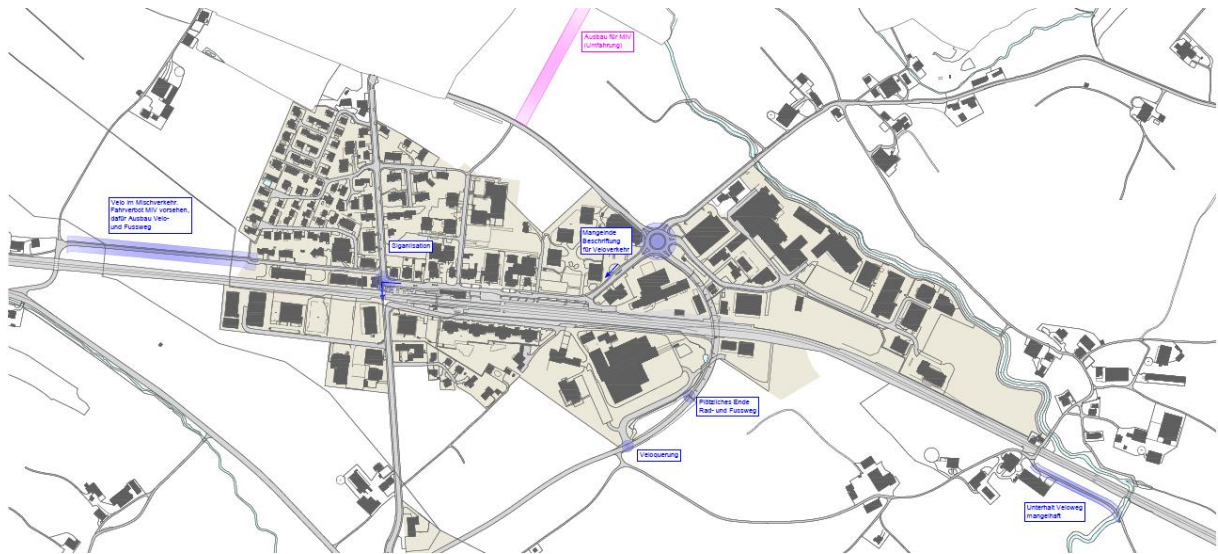 Ausbau für MIV
(Umfahrung)
Velo im Mischverkehr.
Fahrverbot MIV vorsehen,
dafür Ausbau Velo-
und Fussweg
Siganlisation
Mangelnde
Beschriftung
für Veloverkehr
Plötzliches Ende
Rad- und Fussweg
Veloquerung
Unterhalt Veloweg
mangelhaft